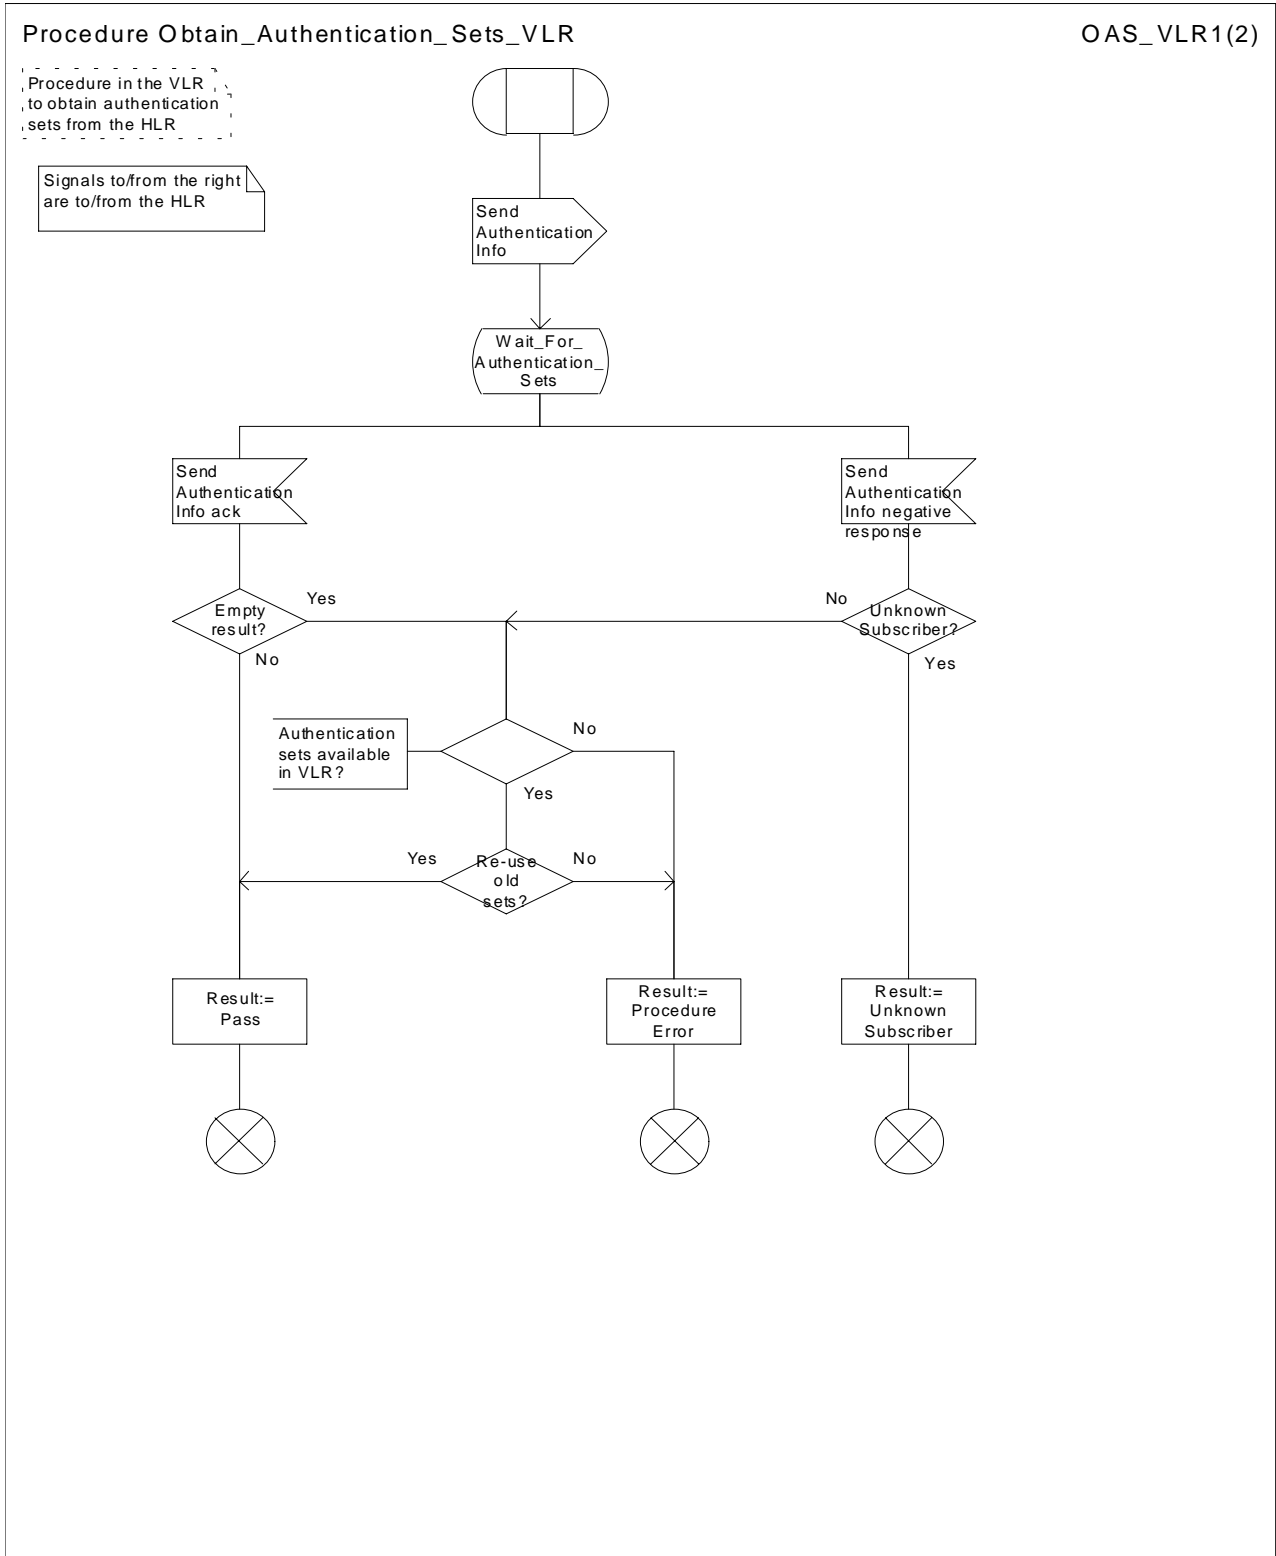 Procedure Obtain_Authentication_Sets_VLR
OAS_VLR1(2)
Procedure in the VLR
to obtain authentication
sets from the HLR
Signals to/from the right
are to/from the HLR
Send
Authentication
Info
Wait_For_
Authentication_
Sets
Send
Authentication
Info ack
Send
Authentication
Info negative
response
Empty
result?
Yes
No
Unknown
Subscriber?
No
Yes
Authentication
sets available
in VLR?
No
Yes
Re-use
old
sets?
Yes
No
Result:=
Pass
Result:=
Procedure
Error
Result:=
Unknown
Subscriber